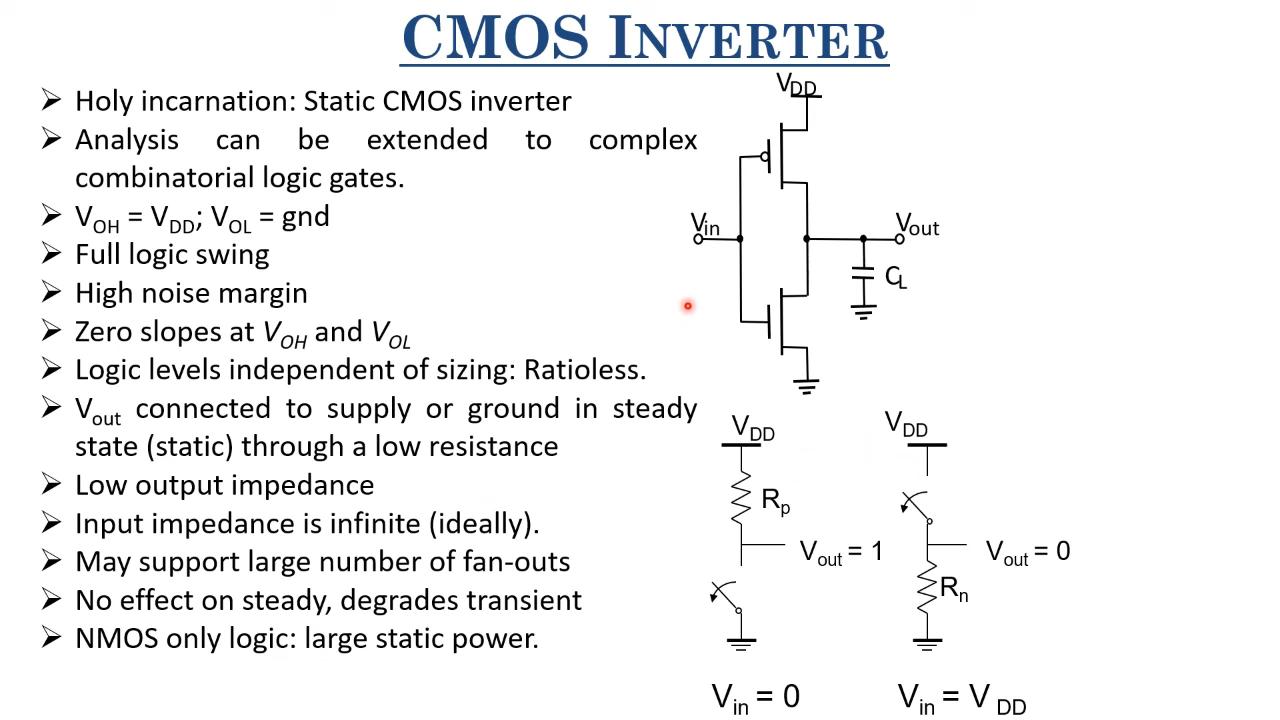 CMOS INVERTER
➢ Holy incarnation: Static CMOS inverter
➢ Analysis can be extended to complex
combinatorial logic gates.
➢ VOH = VDD; VOL = gnd
➢ Full logic swing
➢ High noise margin
➢ Zero slopes at VOH and VOL
➢ Logic levels independent of sizing: Ratioless.
➢ Vout connected to supply or ground in steady
state (static) through a low resistance
➢ Low output impedance
➢ Input impedance is infinite (ideally).
➢ May support large number of fan-outs
➢ No effect on steady, degrades transient
➢ NMOS only logic: large static power.
VDD
Vin
Vout
CL
VDD
Rp
Vout = 1
Vin = 0
VDD
Vout = 0
Rn
Vin = V DD